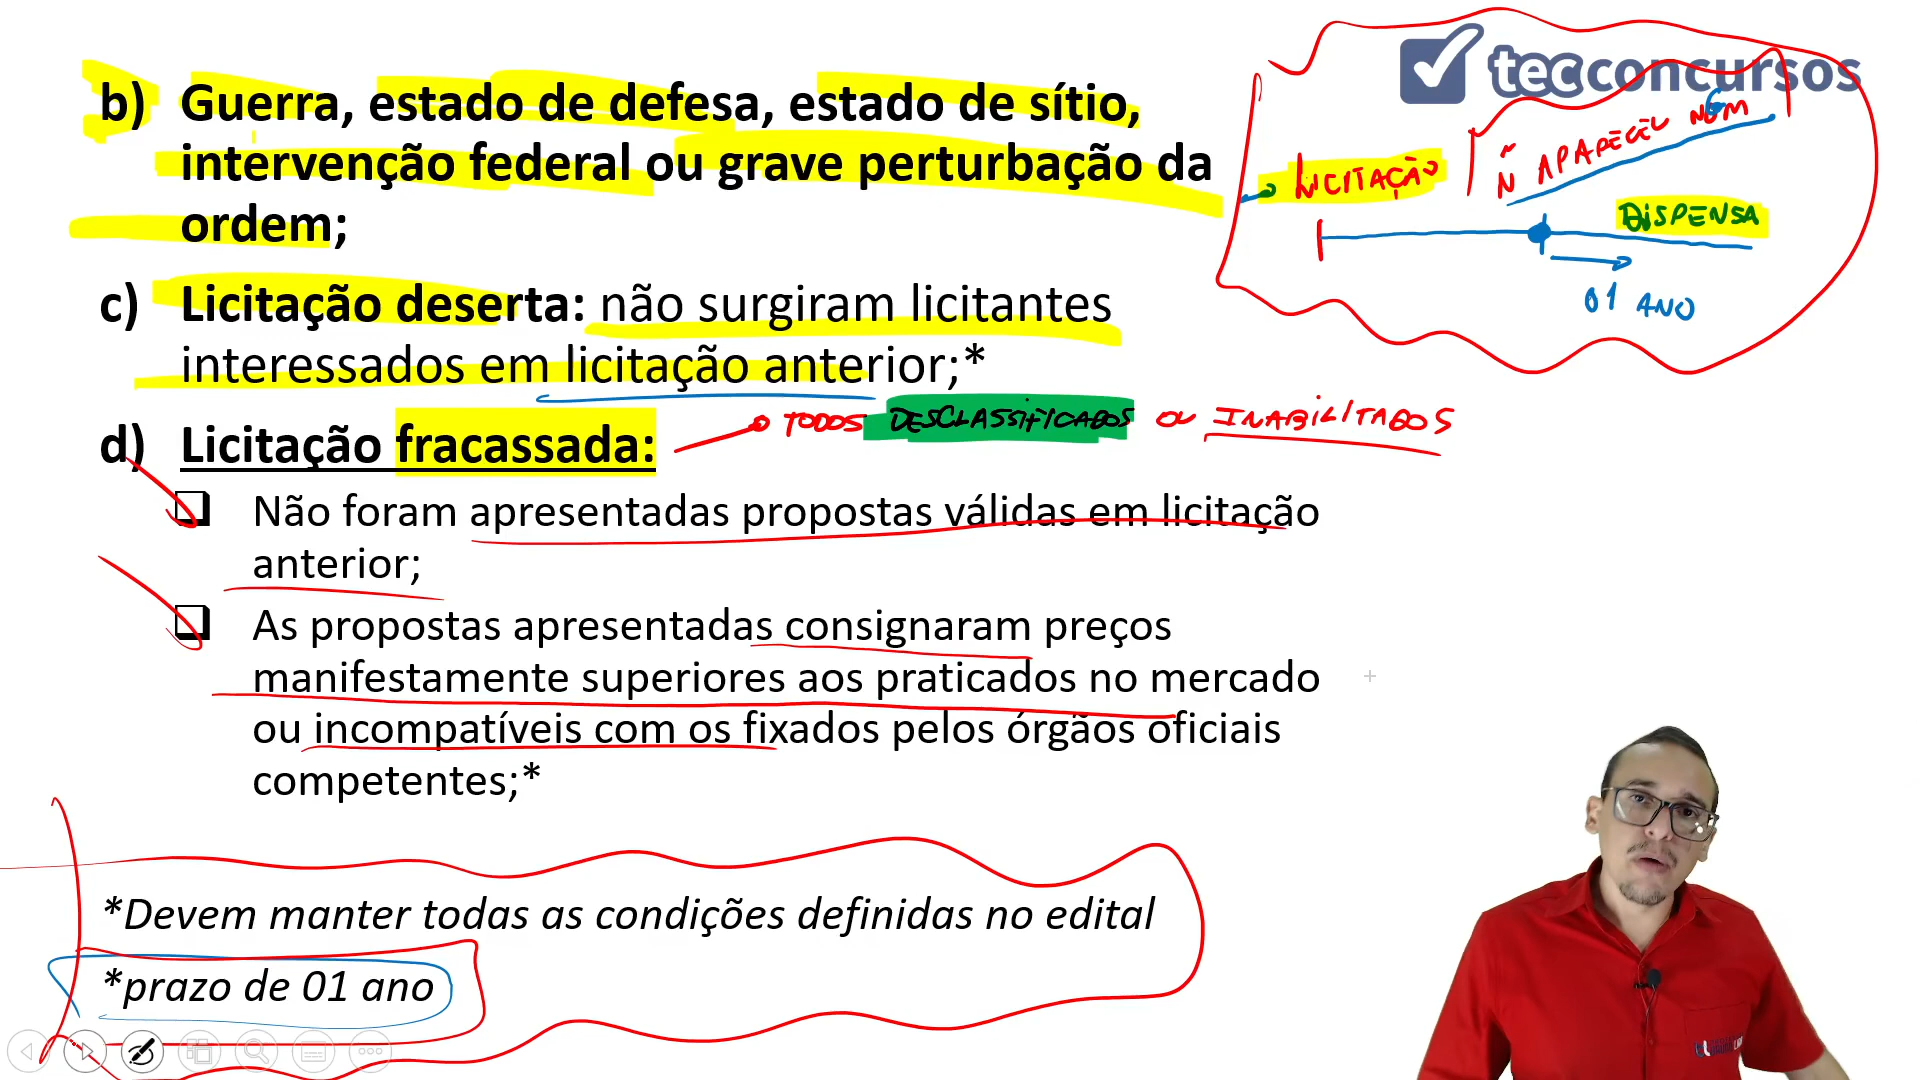 tecconcursos
b) Guerra, estado de defesa, estado de sítio,
intervenção federal ou grave perturbação da
ordem;
LICITAÇÃO
Ñ APARECEU NGM
DISPENSA
01 ANO
c) Licitação deserta: não surgiram licitantes
interessados em licitação anterior;*
d) Licitação fracassada:
TODOS DESCLASSIFICADOS OU INABILITADOS
Não foram apresentadas propostas válidas em licitação
anterior;
As propostas apresentadas consignaram preços
manifestamente superiores aos praticados no mercado
ou incompatíveis com os fixados pelos órgãos oficiais
competentes;*
*Devem manter todas as condições definidas no edital
*prazo de 01 ano